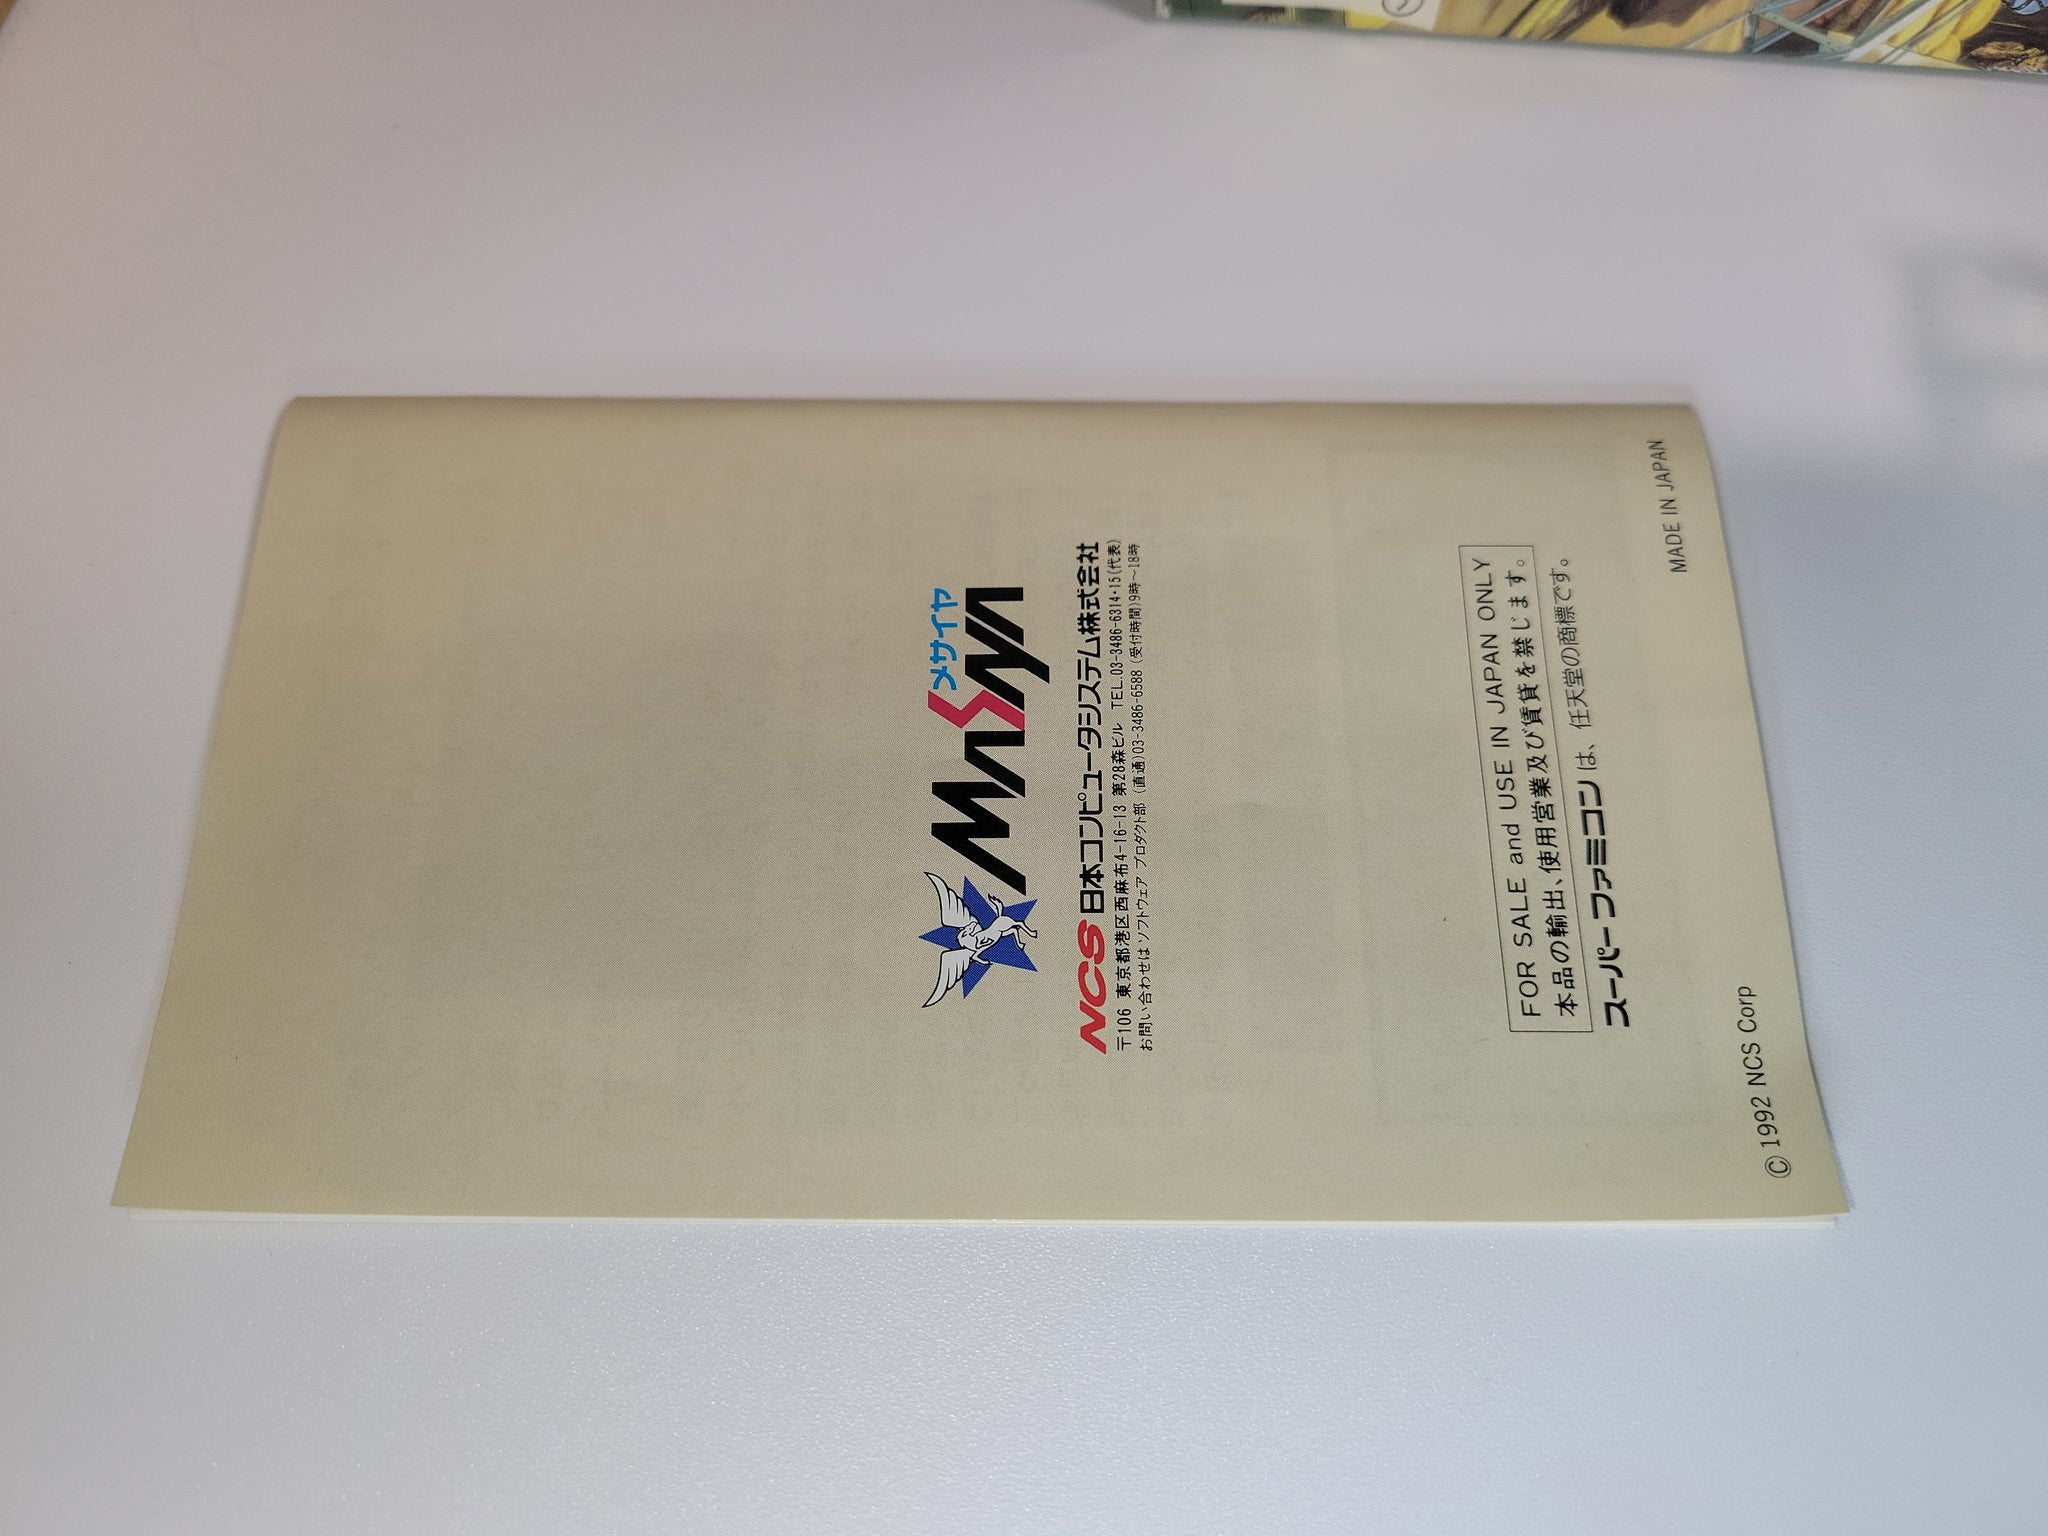 メサイヤ
MASAYA
NCS 日本コンピュータシステム株式会社
〒106 東京都港区西麻布4-16-13 第28森ビル TEL.03-3486-6314・15(代表)
お問い合わせはソフトウェア プロダクト部 (直通)03-3486-6588 (受付時間)9時〜18時
FOR SALE and USE IN JAPAN ONLY
本品の輸出、使用営業及び賃貸を禁じます。
スーパーファミコンは、任天堂の商標です。
© 1992 NCS Corp
MADE IN JAPAN